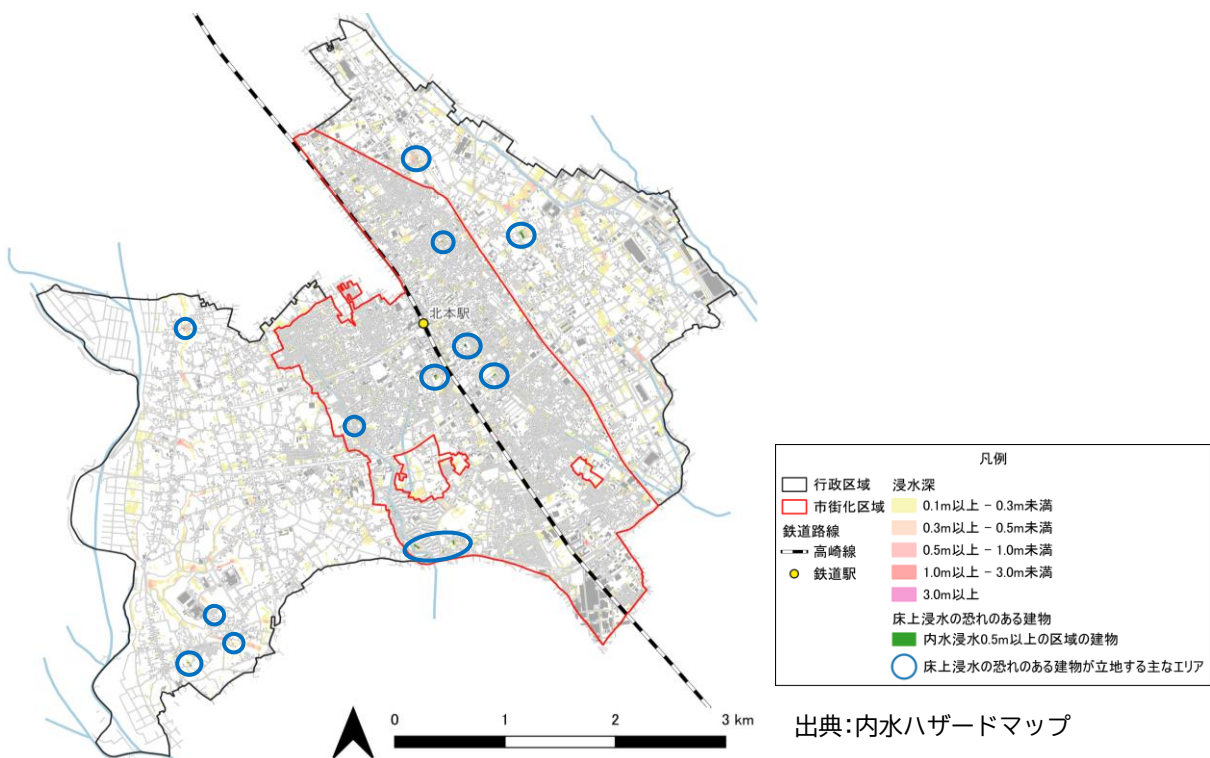 北本駅
0 1 2 3 km
凡例
行政区域
市街化区域
鉄道路線
高崎線
鉄道駅
浸水深
0.1m以上 − 0.3m未満
0.3m以上 − 0.5m未満
0.5m以上 − 1.0m未満
1.0m以上 − 3.0m未満
3.0m以上
床上浸水の恐れのある建物
内水浸水0.5m以上の区域の建物
床上浸水の恐れのある建物が立地する主なエリア
出典:内水ハザードマップ